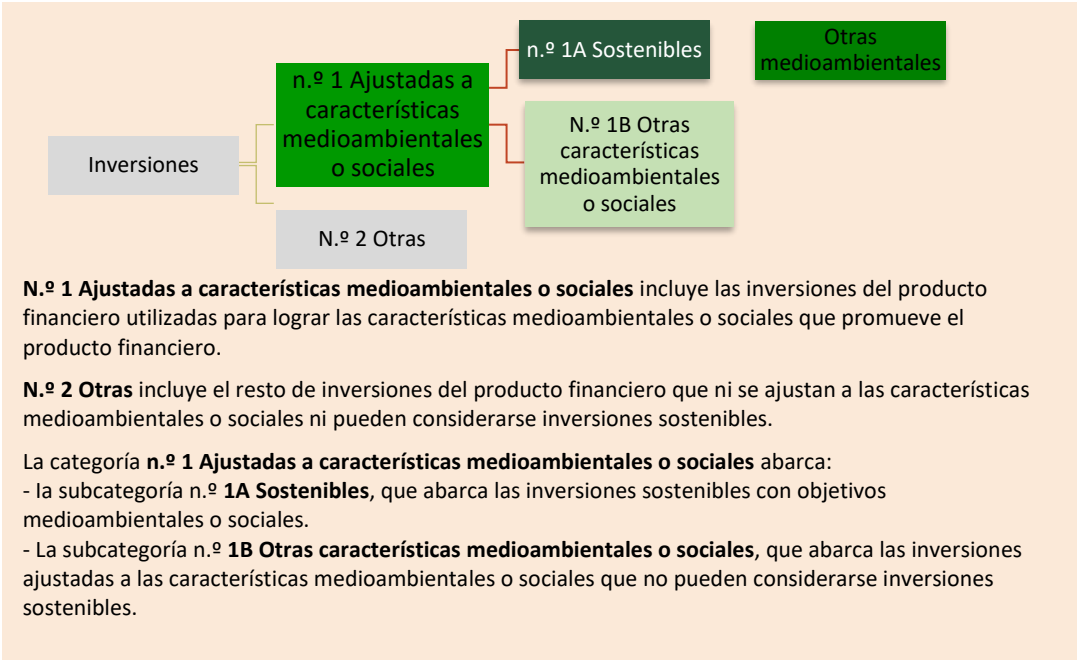 n.º 1A Sostenibles
Otras
medioambientales
n.º 1 Ajustadas a
características
medioambientales
o sociales
N.º 1B Otras
características
medioambientales
o sociales
Inversiones
N.º 2 Otras
N.º 1 Ajustadas a características medioambientales o sociales incluye las inversiones del producto
financiero utilizadas para lograr las características medioambientales o sociales que promueve el
producto financiero.
N.º 2 Otras incluye el resto de inversiones del producto financiero que ni se ajustan a las características
medioambientales o sociales ni pueden considerarse inversiones sostenibles.
La categoría n.º 1 Ajustadas a características medioambientales o sociales abarca:
- la subcategoría n.º 1A Sostenibles, que abarca las inversiones sostenibles con objetivos
medioambientales o sociales.
- La subcategoría n.º 1B Otras características medioambientales o sociales, que abarca las inversiones
ajustadas a las características medioambientales o sociales que no pueden considerarse inversiones
sostenibles.